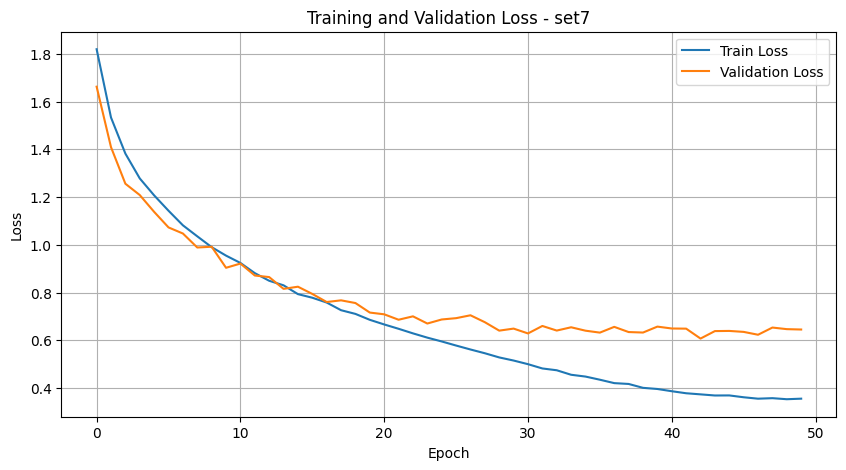 Training and Validation Loss - set7
Train Loss
Validation Loss
1.8
1.6
1.4
1.2
1.0
0.8
0.6
0.4
Loss
0 10 20 30 40 50
Epoch